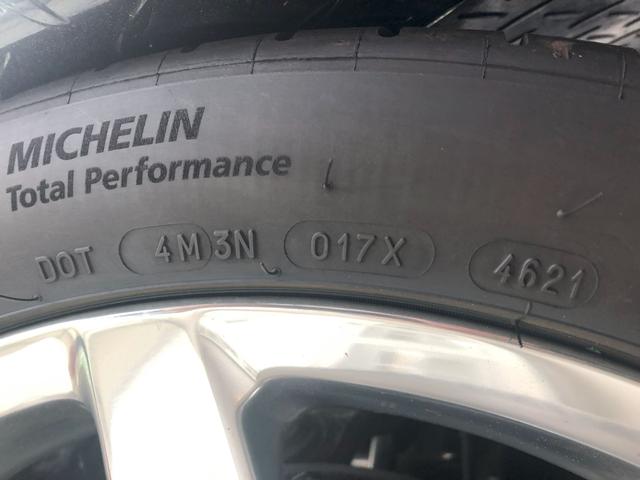 MICHELIN
Total Performance
DOT 4M3N 017X 4621